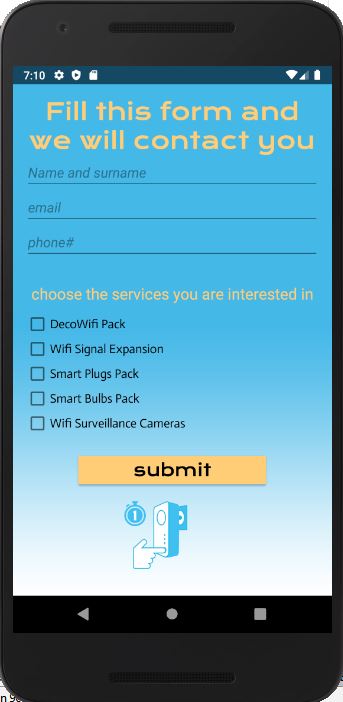 7:10
Fill this form and
we will contact you
Name and surname
email
phone#
choose the services you are interested in
DecoWifi Pack
Wifi Signal Expansion
Smart Plugs Pack
Smart Bulbs Pack
Wifi Surveillance Cameras
submit
1